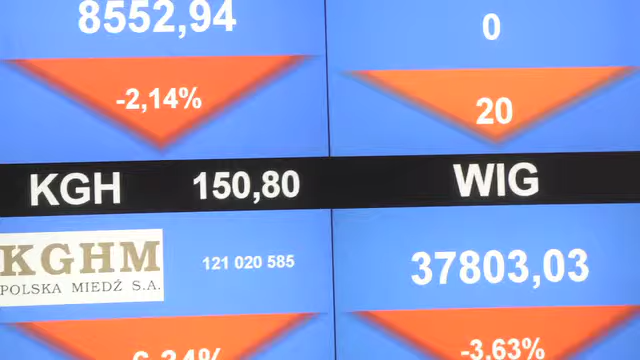 8552,94
0
-2,14%
20
KGH 150,80
WIG
KGHM
POLSKA MIEDŹ S.A.
121 020 585
37803,03
-3,63%